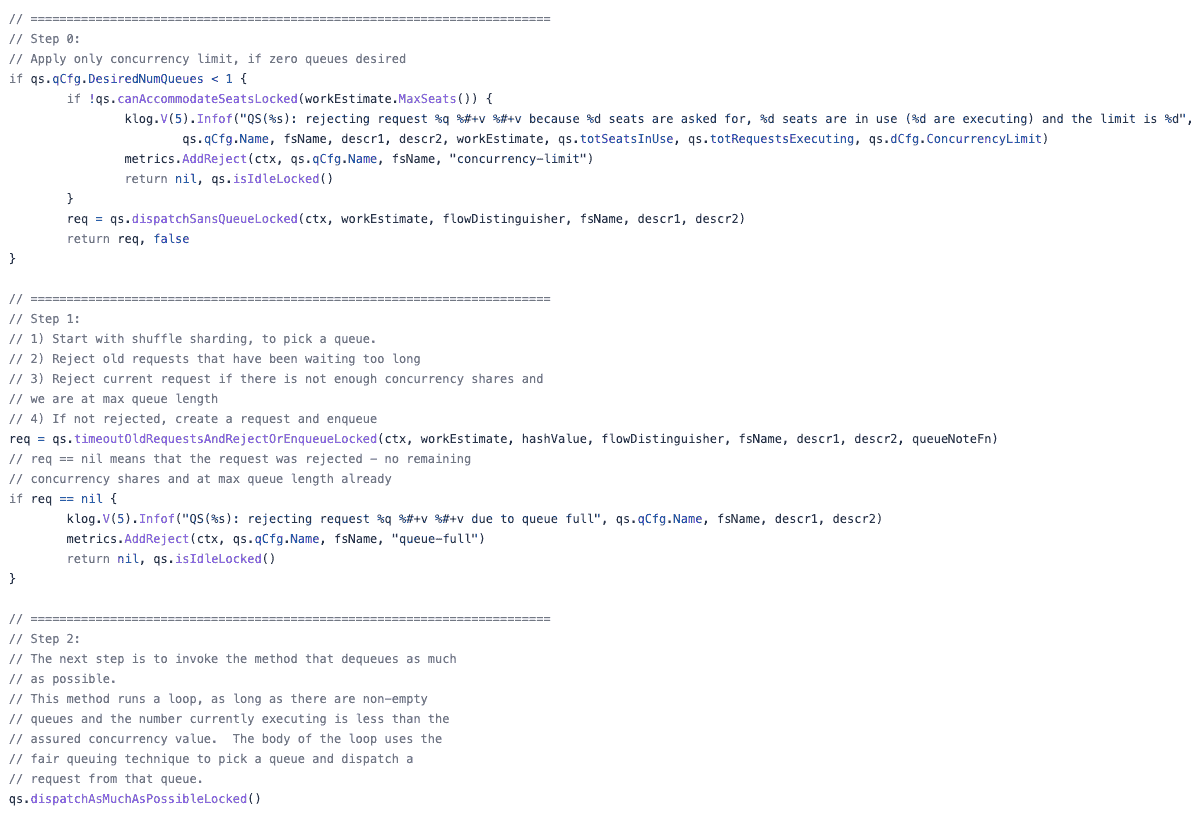 // ========================================================================
// Step 0:
// Apply only concurrency limit, if zero queues desired
if qs.qCfg.DesiredNumQueues < 1 {
	if !qs.canAccommodateSeatsLocked(workEstimate.MaxSeats()) {
		klog.V(5).Infof("QS(%s): rejecting request %q %#+v %#+v because %d seats are asked for, %d seats are in use (%d are executing) and the limit is %d",
			qs.qCfg.Name, fsName, descr1, descr2, workEstimate, qs.totSeatsInUse, qs.totRequestsExecuting, qs.dCfg.ConcurrencyLimit)
		metrics.AddReject(ctx, qs.qCfg.Name, fsName, "concurrency-limit")
		return nil, qs.isIdleLocked()
	}
	req = qs.dispatchSansQueueLocked(ctx, workEstimate, flowDistinguisher, fsName, descr1, descr2)
	return req, false
}

// ========================================================================
// Step 1:
// 1) Start with shuffle sharding, to pick a queue.
// 2) Reject old requests that have been waiting too long
// 3) Reject current request if there is not enough concurrency shares and
// we are at max queue length
// 4) If not rejected, create a request and enqueue
req = qs.timeoutOldRequestsAndRejectOrEnqueueLocked(ctx, workEstimate, hashValue, flowDistinguisher, fsName, descr1, descr2, queueNoteFn)
// req == nil means that the request was rejected - no remaining
// concurrency shares and at max queue length already
if req == nil {
	klog.V(5).Infof("QS(%s): rejecting request %q %#+v %#+v due to queue full", qs.qCfg.Name, fsName, descr1, descr2)
	metrics.AddReject(ctx, qs.qCfg.Name, fsName, "queue-full")
	return nil, qs.isIdleLocked()
}

// ========================================================================
// Step 2:
// The next step is to invoke the method that dequeues as much
// as possible.
// This method runs a loop, as long as there are non-empty
// queues and the number currently executing is less than the
// assured concurrency value.  The body of the loop uses the
// fair queuing technique to pick a queue and dispatch a
// request from that queue.
qs.dispatchAsMuchAsPossibleLocked()